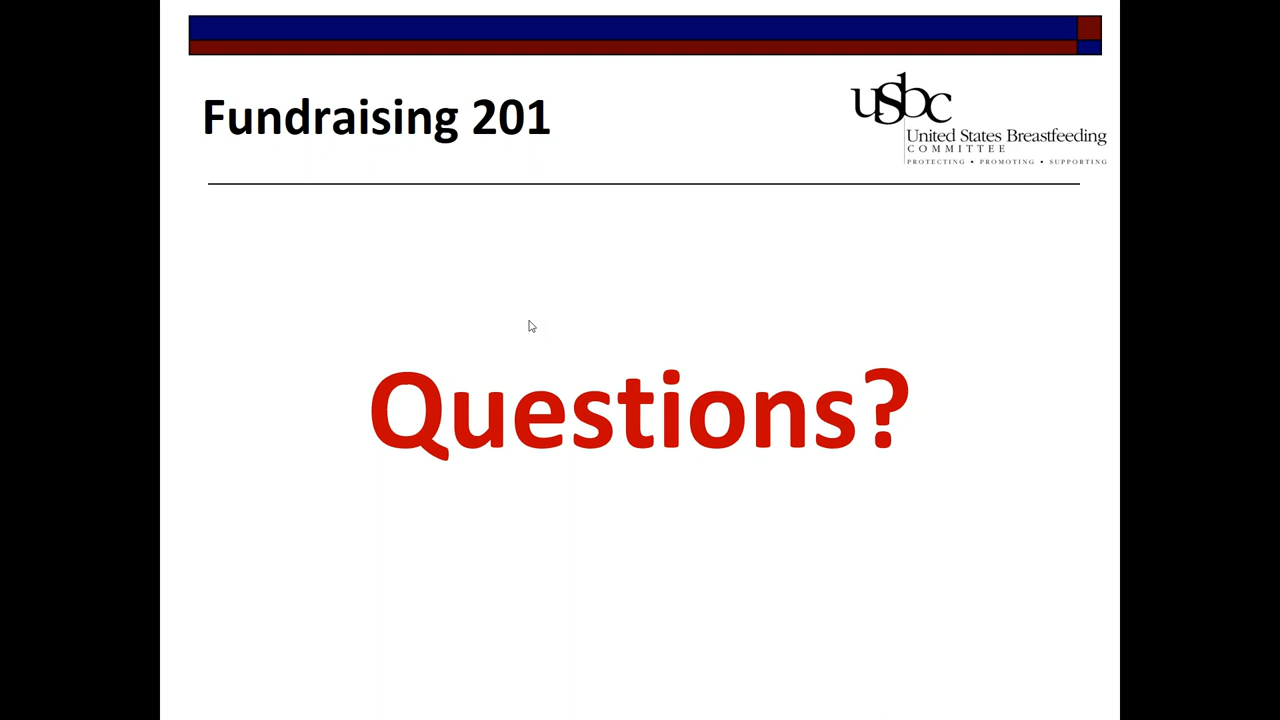 Fundraising 201
usbc
United States Breastfeeding
COMMITTEE
PROTECTING • PROMOTING • SUPPORTING
Questions?